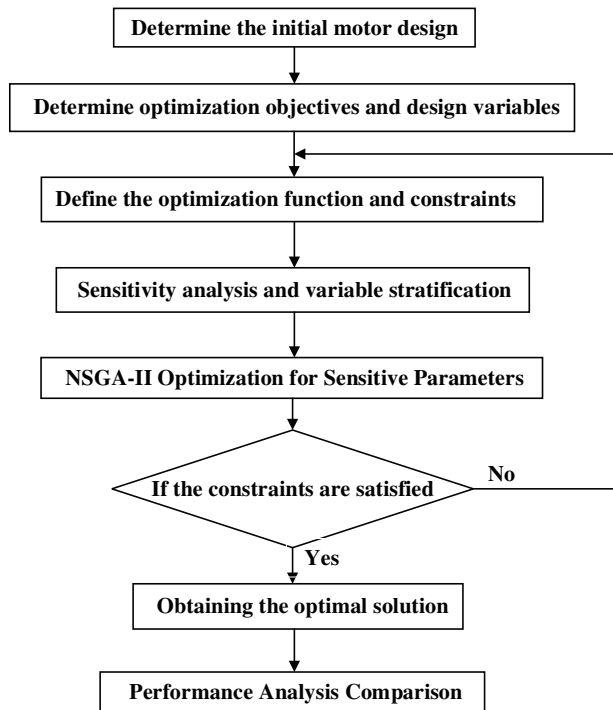 Determine the initial motor design
Determine optimization objectives and design variables
Define the optimization function and constraints
Sensitivity analysis and variable stratification
NSGA-II Optimization for Sensitive Parameters
If the constraints are satisfied
No
Yes
Obtaining the optimal solution
Performance Analysis Comparison